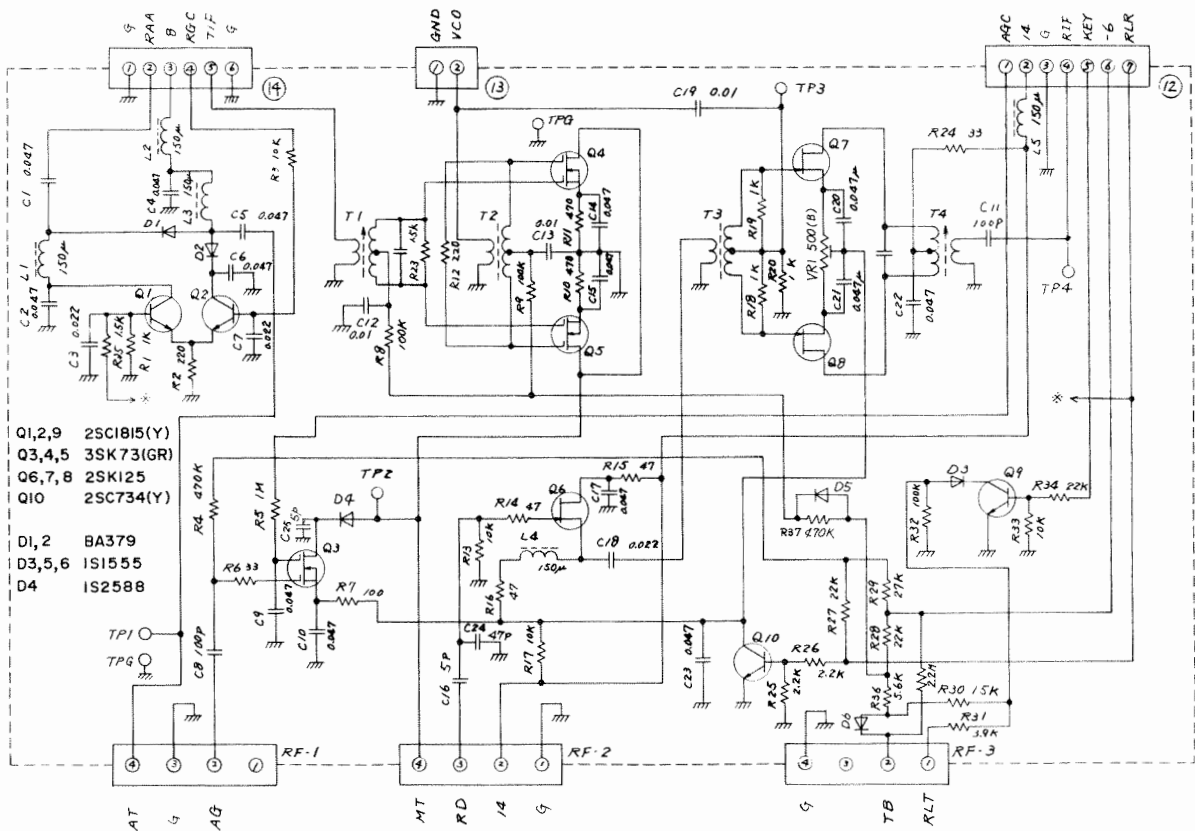 G RAA B RGC TIF G
GND VCO
AGC 14 G RIF KEY -6 RLR
1 2 3 4 5 6
14
1 2
13
1 2 3 4 5 6 7
12
C19 0.01
TP3
TPG
C1 0.047
L2 150μ
R3 10K
C4 0.047
L3 150μ
D1
C5 0.047
D2
C6 0.047
L1 150μ
C2 0.047
Q1
Q2
C3 0.022
R35 1.5K
R1 1K
R2 220
C7 0.022
※
T1
R23 15K
C12 0.01
R8 100K
R12 220
T2
0.01
C13
R9 100K
Q4
R11 470
C14 0.047
R10 470
C15 0.047
Q5
T3
R19 1K
R18 1K
R20 1K
Q7
C20 0.047μ
VR1 500(B)
C21 0.047μ
Q8
R24 33
L5 150μ
T4
C11 100P
C22 0.047
TP4
※
Q1,2,9 2SC1815(Y)
Q3,4,5 3SK73(GR)
Q6,7,8 2SK125
Q10 2SC734(Y)
D1,2 BA379
D3,5,6 1S1555
D4 1S2588
R4 470K
R5 1M
C25 5P
D4
TP2
Q3
R6 33
C9 0.047
C10 0.047
R7 100
C8 100P
TP1
TPG
R14 47
R13 10K
Q6
R15 47
C17 0.047
L4 150μ
C18 0.022
R16 47
C24 47P
C16 5P
R17 10K
D5
R37 470K
D3
Q9
R34 22K
R32 100K
R33 10K
R27 22K
R29 27K
R28 22K
C23 0.047
Q10
R26 2.2K
R25 2.2K
R36 5.6K
D6
R30 15K
R31 3.9K
4 3 2 1
RF-1
4 3 2 1
RF-2
4 3 2 1
RF-3
AT G AG
MT RD 14 G
G TB RLT